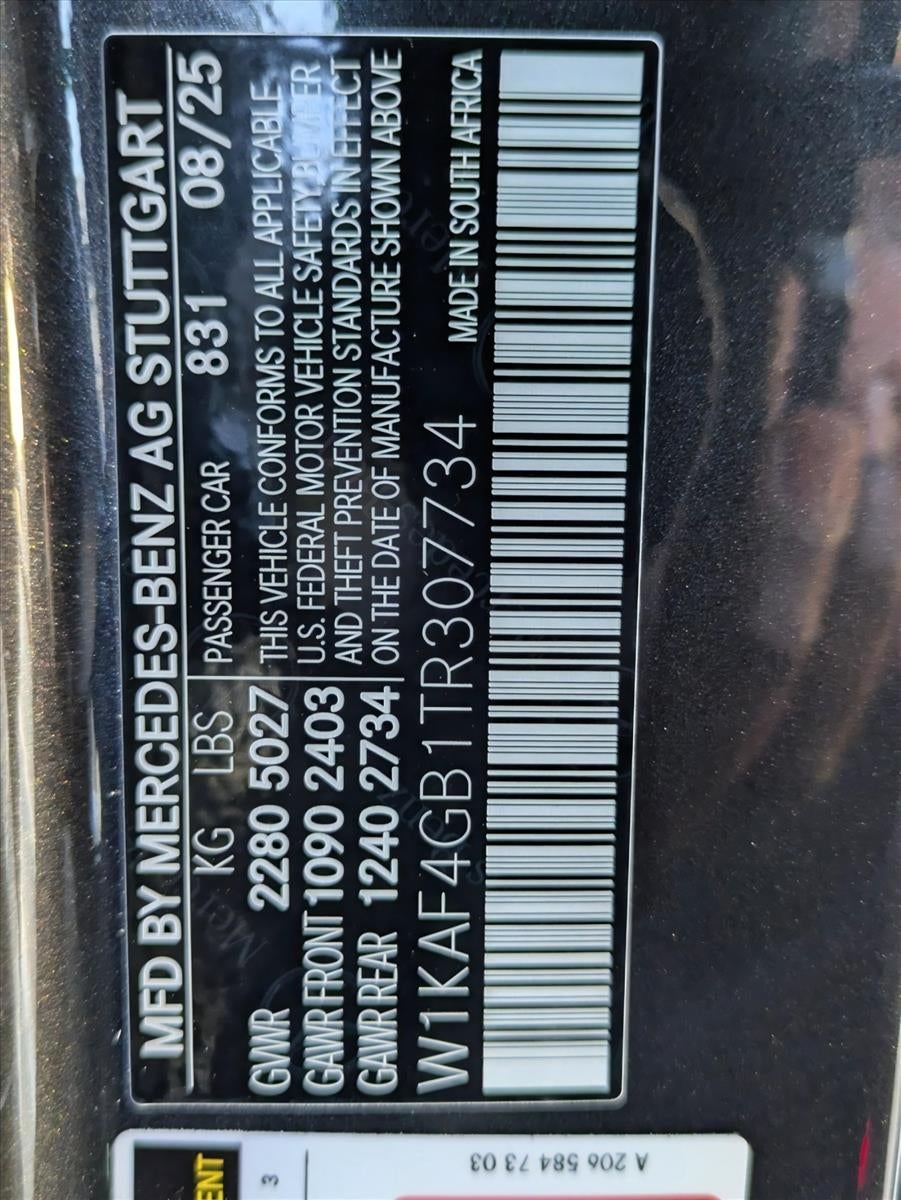 MFD BY MERCEDES-BENZ AG STUTTGART
KG LBS PASSENGER CAR 831 08/25
GVWR 2280 5027 THIS VEHICLE CONFORMS TO ALL APPLICABLE
GAWR FRONT 1090 2403 U.S. FEDERAL MOTOR VEHICLE SAFETY, BUMPER
GAWR REAR 1240 2734 AND THEFT PREVENTION STANDARDS IN EFFECT
ON THE DATE OF MANUFACTURE SHOWN ABOVE
W1KAF4GB1TR307734 MADE IN SOUTH AFRICA
A 206 584 73 03
3